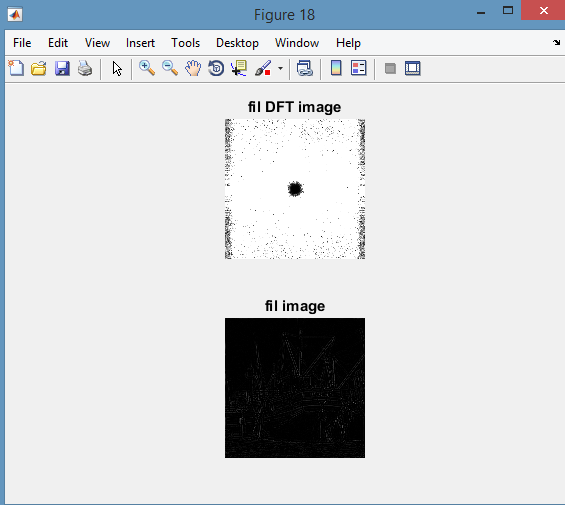 Figure 18
File Edit View Insert Tools Desktop Window Help
fil DFT image
fil image